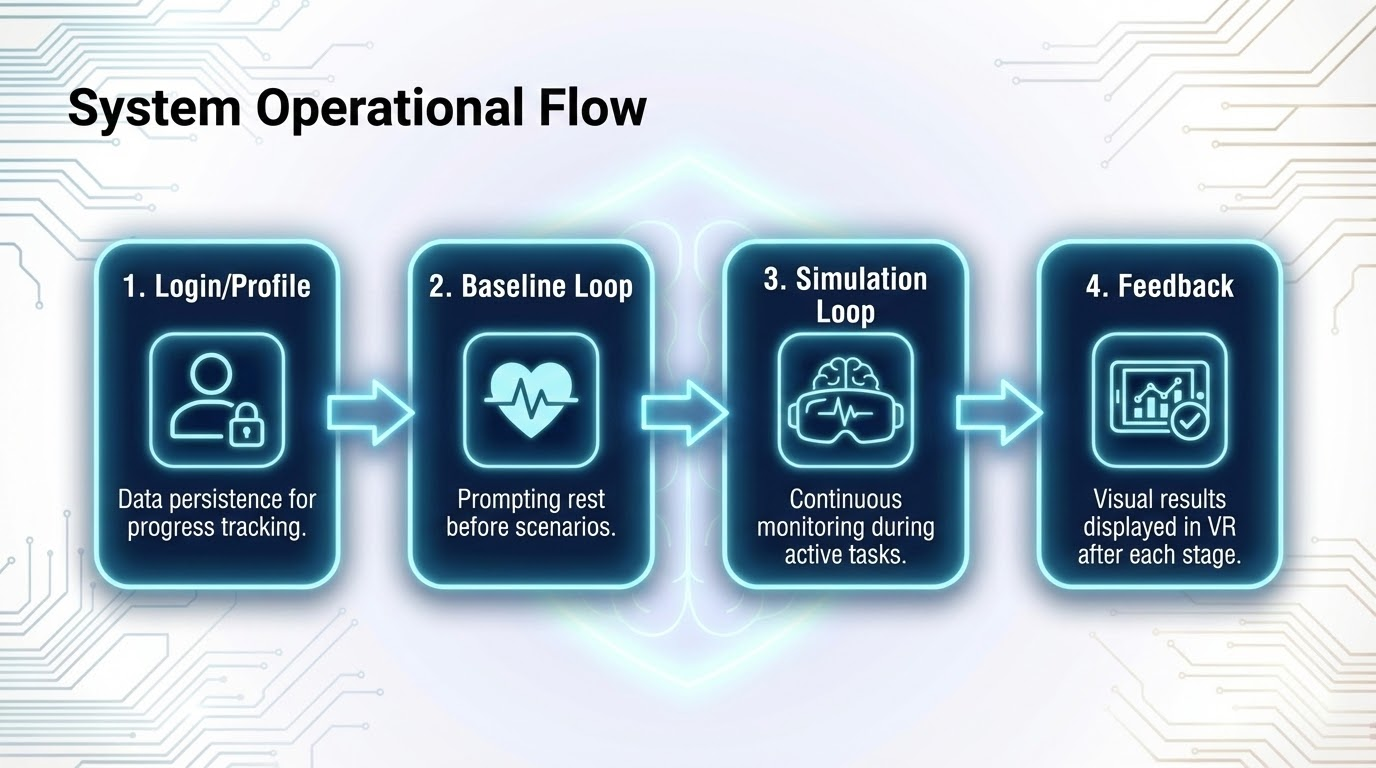 System Operational Flow
1. Login/Profile
Data persistence for
progress tracking.
2. Baseline Loop
Prompting rest
before scenarios.
3. Simulation
Loop
Continuous
monitoring during
active tasks.
4. Feedback
Visual results
displayed in VR
after each stage.